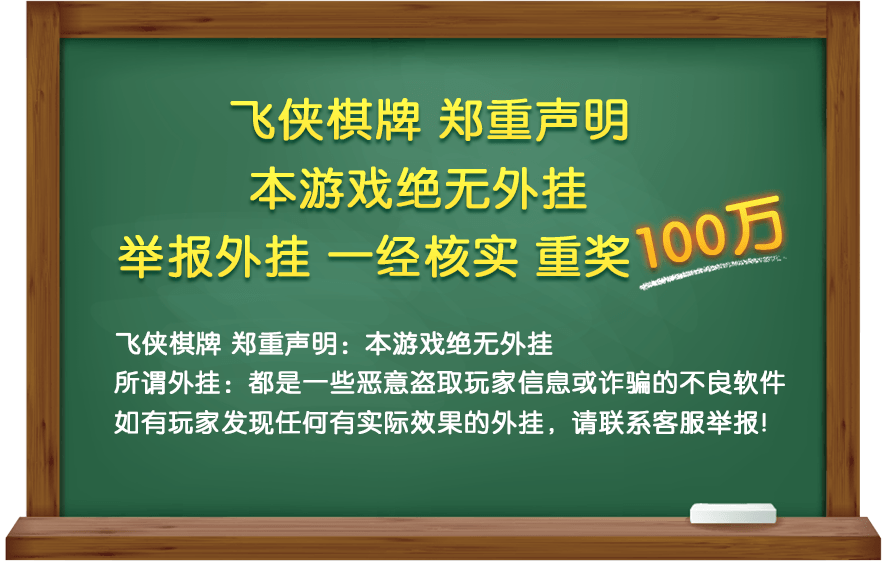 飞侠棋牌 郑重声明
本游戏绝无外挂
举报外挂 一经核实 重奖100万
飞侠棋牌 郑重声明：本游戏绝无外挂
所谓外挂：都是一些恶意盗取玩家信息或诈骗的不良软件
如有玩家发现任何有实际效果的外挂，请联系客服举报!